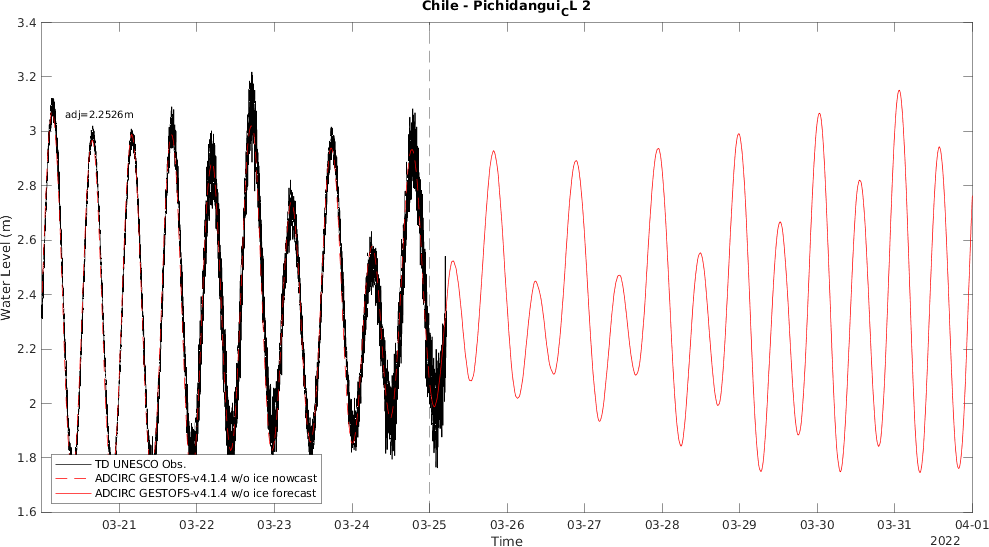 Chile - PichidanguiCL 2
3.4
3.2
3
2.8
2.6
2.4
2.2
2
1.8
1.6
Water Level (m)
adj=2.2526m
TD UNESCO Obs.
ADCIRC GESTOFS-v4.1.4 w/o ice nowcast
ADCIRC GESTOFS-v4.1.4 w/o ice forecast
03-21 03-22 03-23 03-24 03-25 03-26 03-27 03-28 03-29 03-30 03-31 04-01
Time
2022